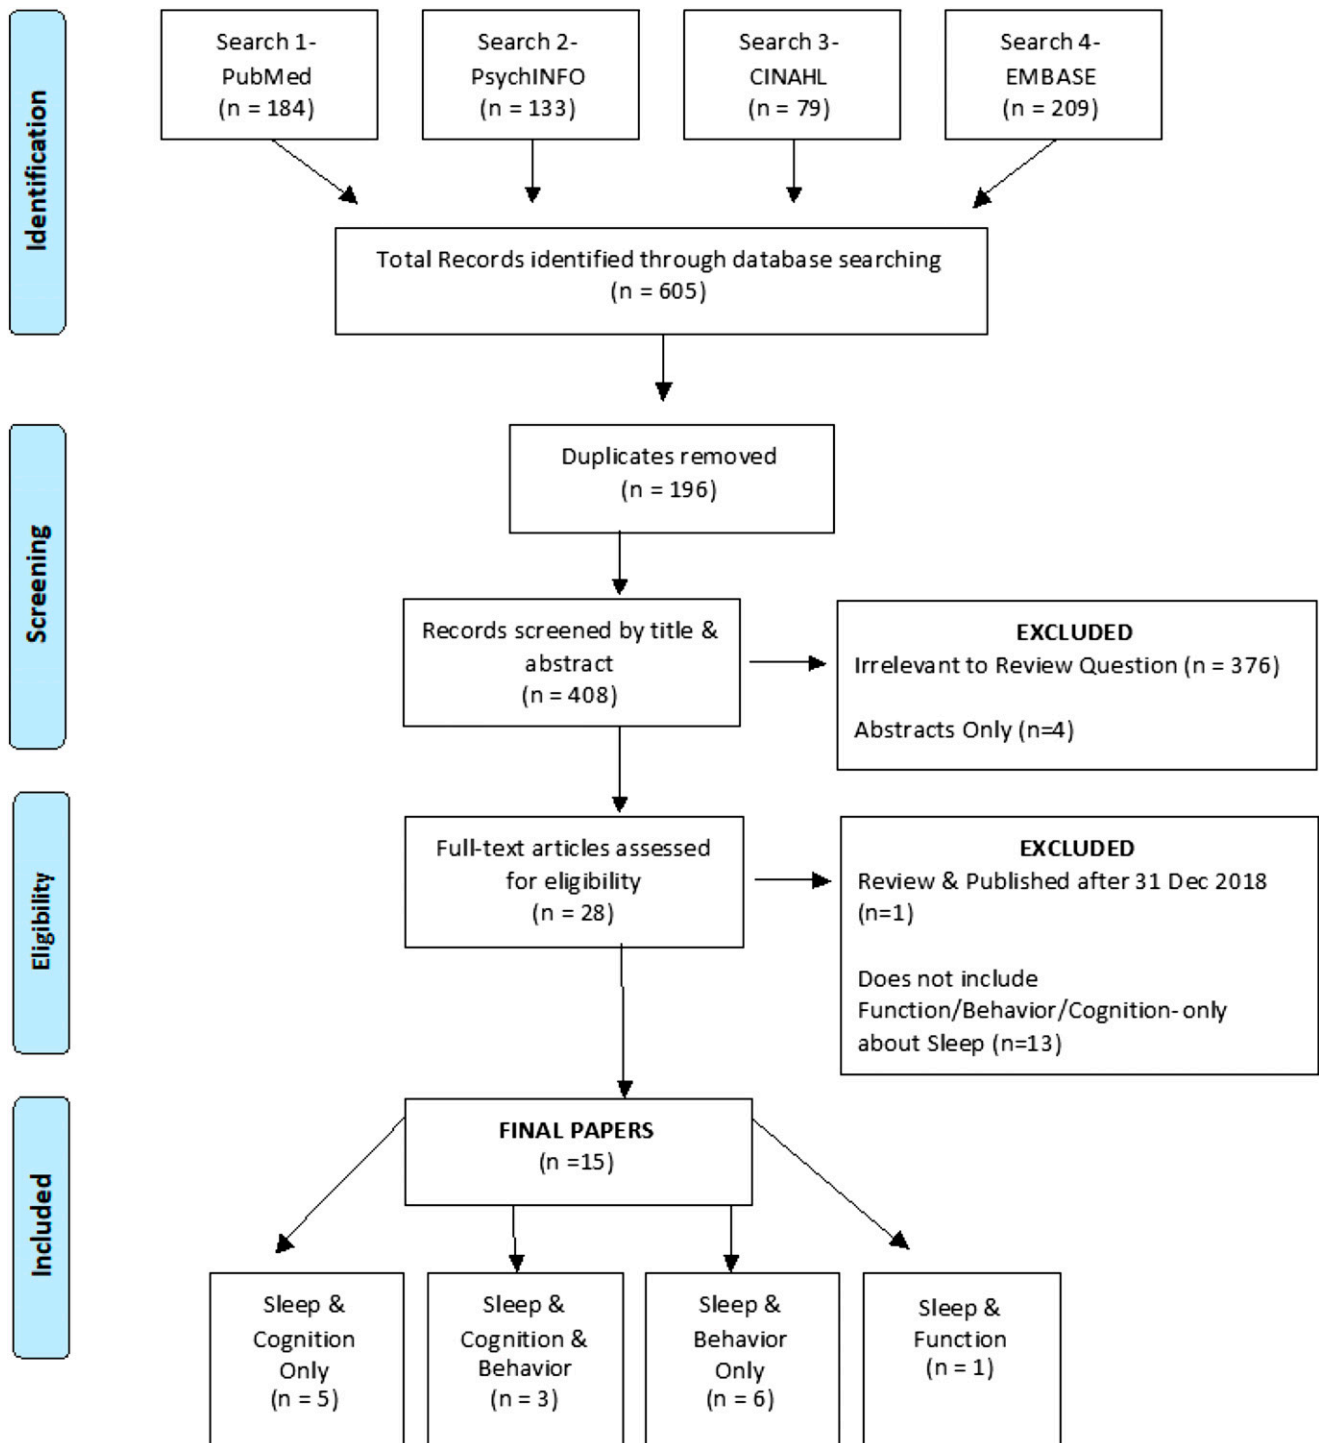 Identification
Search 1-
PubMed
(n = 184)
Search 2-
PsychINFO
(n = 133)
Search 3-
CINAHL
(n = 79)
Search 4-
EMBASE
(n = 209)
Total Records identified through database searching
(n = 605)
Screening
Duplicates removed
(n = 196)
Records screened by title &
abstract
(n = 408)
EXCLUDED
Irrelevant to Review Question (n = 376)
Abstracts Only (n=4)
Eligibility
Full-text articles assessed
for eligibility
(n = 28)
EXCLUDED
Review & Published after 31 Dec 2018
(n=1)
Does not include
Function/Behavior/Cognition- only
about Sleep (n=13)
Included
FINAL PAPERS
(n =15)
Sleep &
Cognition
Only
(n = 5)
Sleep &
Cognition &
Behavior
(n = 3)
Sleep &
Behavior
Only
(n = 6)
Sleep &
Function
(n = 1)